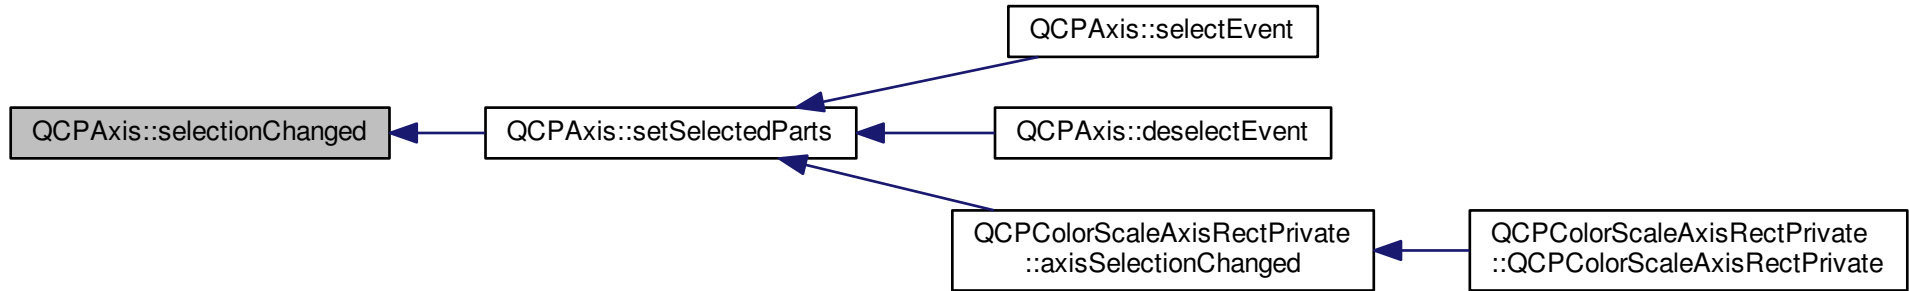 QCPAxis::selectEvent
QCPAxis::selectionChanged
QCPAxis::setSelectedParts
QCPAxis::deselectEvent
QCPColorScaleAxisRectPrivate
::axisSelectionChanged
QCPColorScaleAxisRectPrivate
::QCPColorScaleAxisRectPrivate